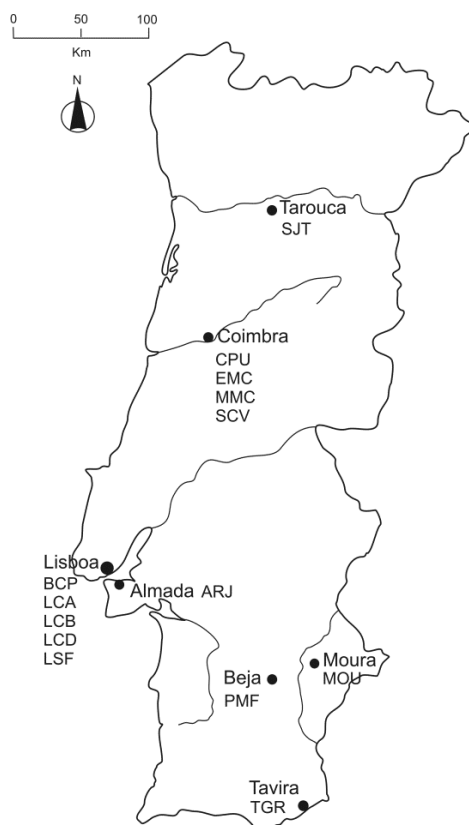 0 50 100
Km
N
Tarouca
SJT
Coimbra
CPU
EMC
MMC
SCV
Lisboa
BCP
LCA
LCB
LCD
LSF
Almada ARJ
Moura
MOU
Beja
PMF
Tavira
TGR